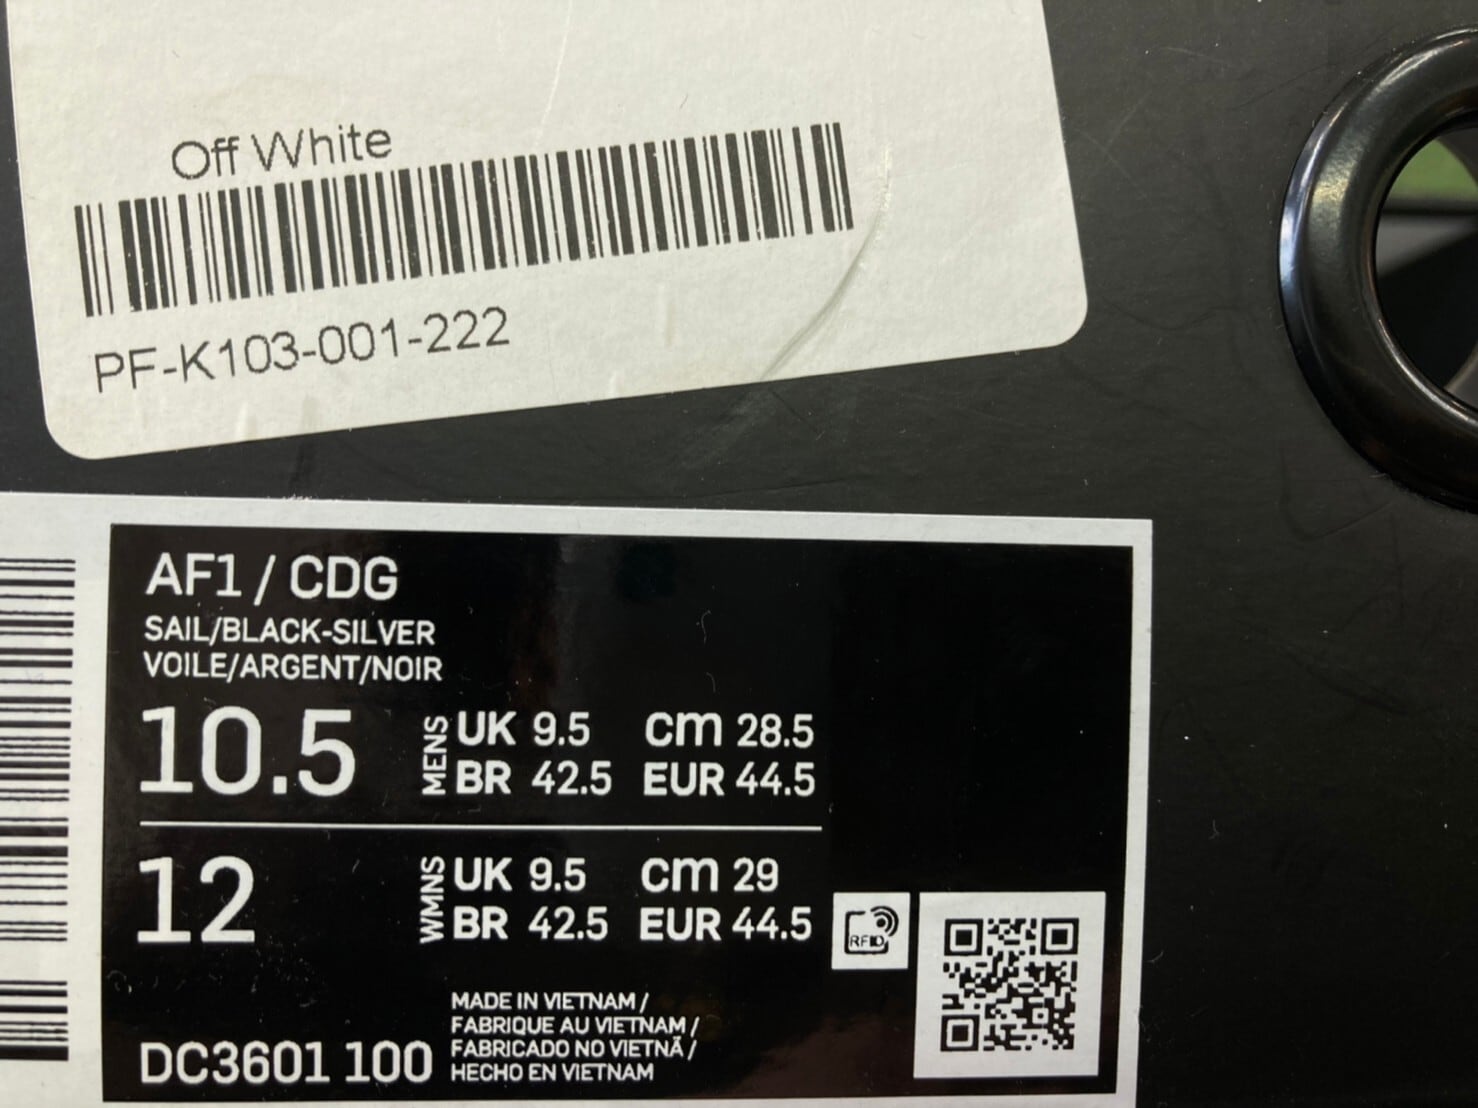 Off White
PF-K103-001-222
AF1 / CDG
SAIL/BLACK-SILVER
VOILE/ARGENT/NOIR
10.5 MENS UK 9.5 cm 28.5
BR 42.5 EUR 44.5
12 WMNS UK 9.5 cm 29
BR 42.5 EUR 44.5
RFID
MADE IN VIETNAM /
FABRIQUE AU VIETNAM /
FABRICADO NO VIETNÃ /
HECHO EN VIETNAM
DC3601 100